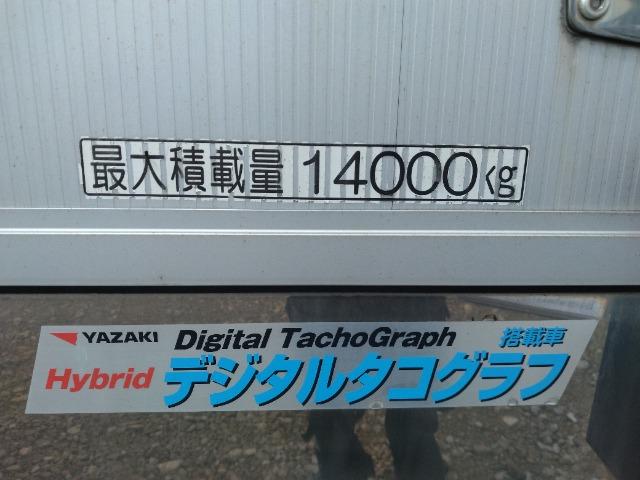 最大積載量 14000kg
YAZAKI Digital TachoGraph 搭載車
Hybrid デジタルタコグラフ